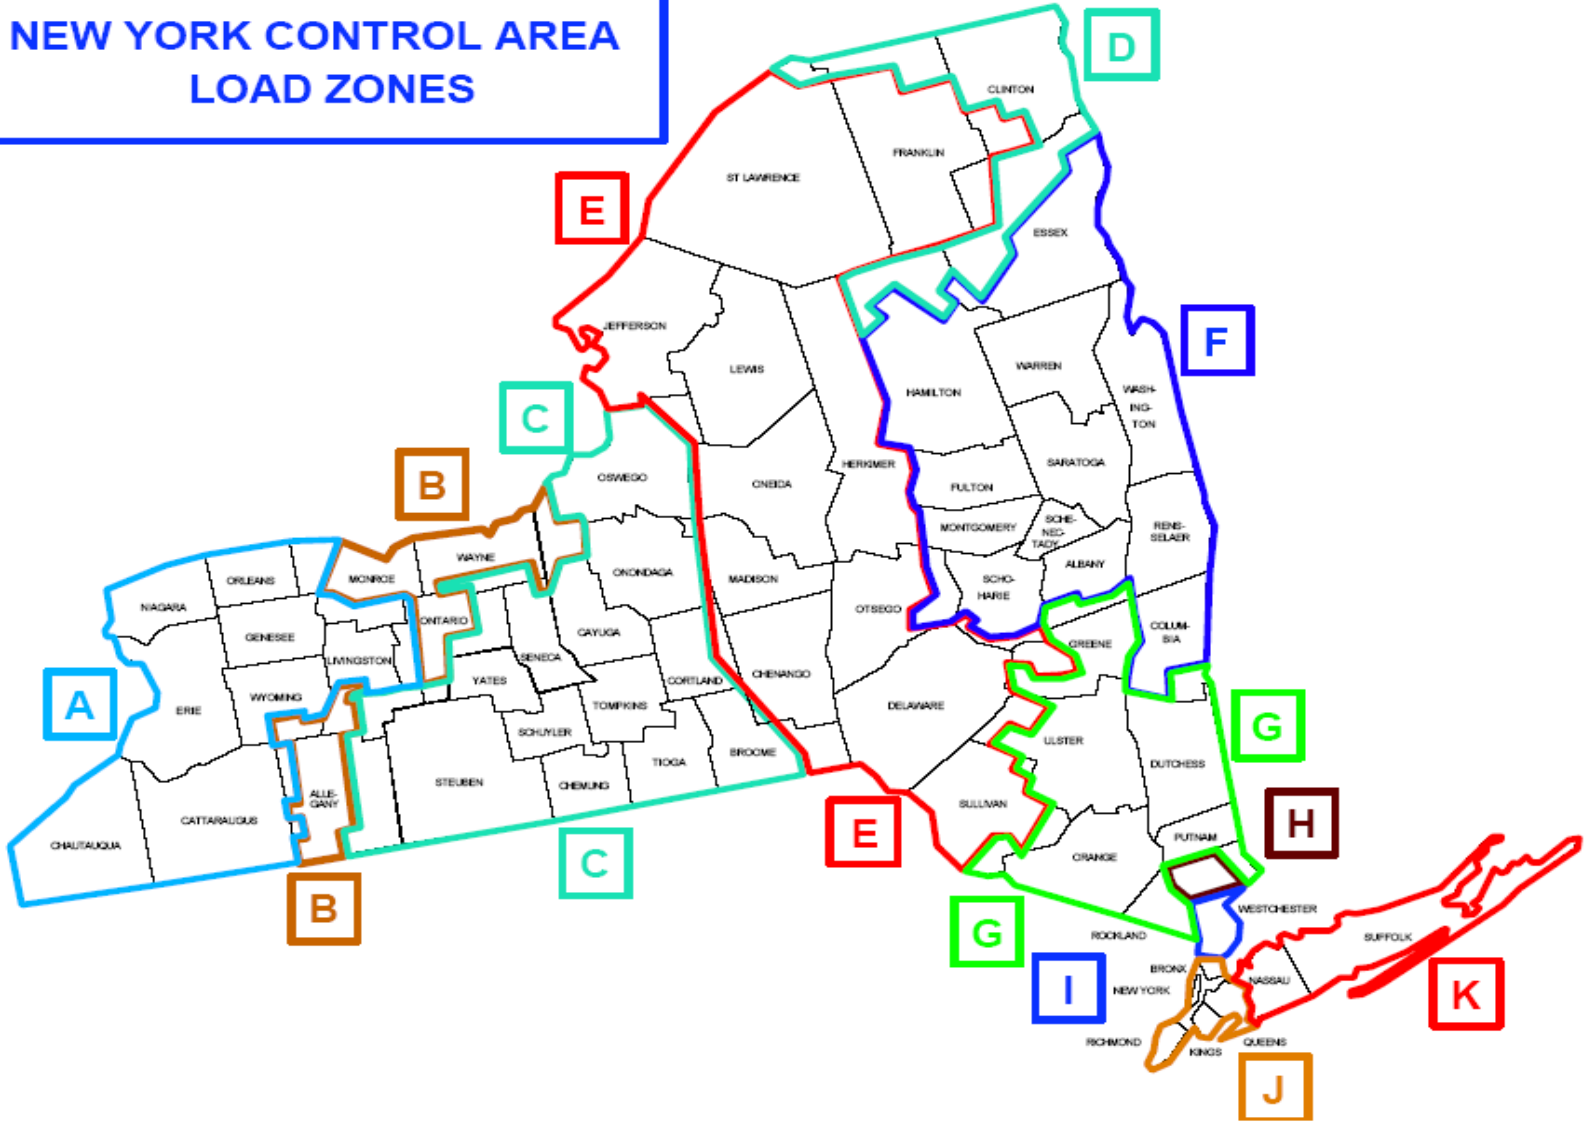 NEW YORK CONTROL AREA
LOAD ZONES
D
CLINTON
FRANKLIN
ST LAWRENCE
E
ESSEX
JEFFERSON
F
LEWIS
WARREN
HAMILTON
WASH-
ING-
TON
C
HERKIMER
SARATOGA
OSWEGO
ONEIDA
B
FULTON
MONTGOMERY
SCHE-
NEC-
TADY
RENS-
SELAER
WAYNE
ALBANY
ORLEANS
MONROE
ONONDAGA
MADISON
SCHO-
HARIE
NIAGARA
OTSEGO
ONTARIO
GENESEE
CAYUGA
COLUM-
BIA
GREENE
LIVINGSTON
SENECA
CHENANGO
YATES
CORTLAND
A
WYOMING
ERIE
TOMPKINS
DELAWARE
G
SCHUYLER
ULSTER
BROOME
TIOGA
DUTCHESS
STEUBEN
CHEMUNG
ALLE-
GANY
SULLIVAN
CATTARAUGUS
H
E
PUTNAM
CHAUTAUQUA
ORANGE
C
B
WESTCHESTER
G
ROCKLAND
SUFFOLK
BRONX
NASSAU
I
NEW YORK
K
RICHMOND
KINGS
QUEENS
J